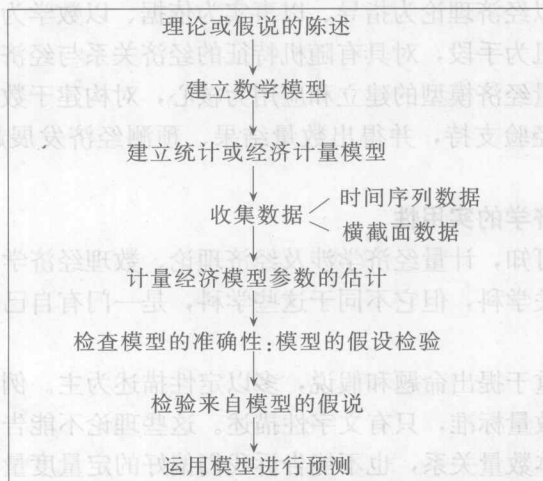 理论或假说的陈述
建立数学模型
建立统计或经济计量模型
收集数据
时间序列数据
横截面数据
计量经济模型参数的估计
检查模型的准确性:模型的假设检验
检验来自模型的假说
运用模型进行预测